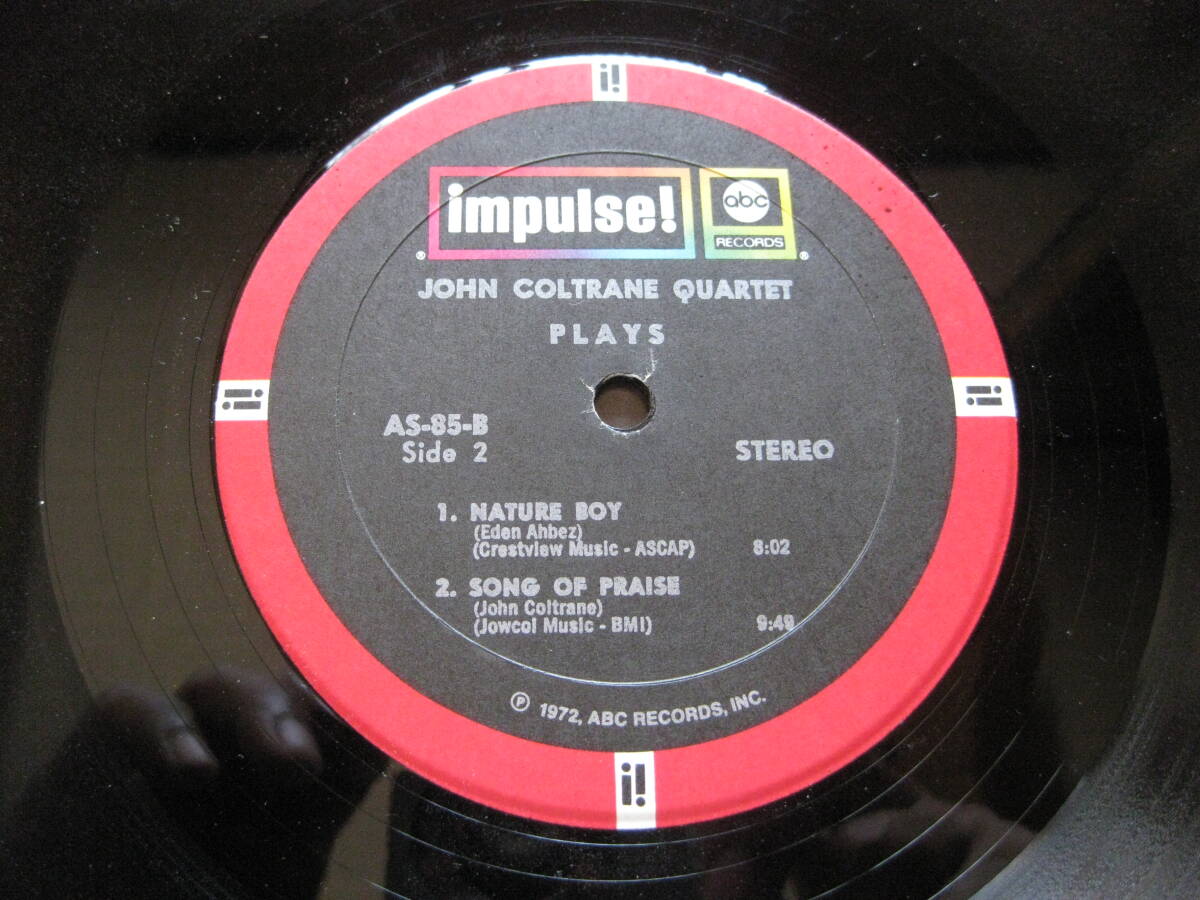 i!
impulse!
abc
RECORDS
®
®
JOHN COLTRANE QUARTET
PLAYS
i!
i!
AS-85-B
Side 2
STEREO
1. NATURE BOY
(Eden Ahbez)
(Crestview Music - ASCAP) 8:02
2. SONG OF PRAISE
(John Coltrane)
(Jowcol Music - BMI) 9:49
℗ 1972, ABC RECORDS, INC.
i!